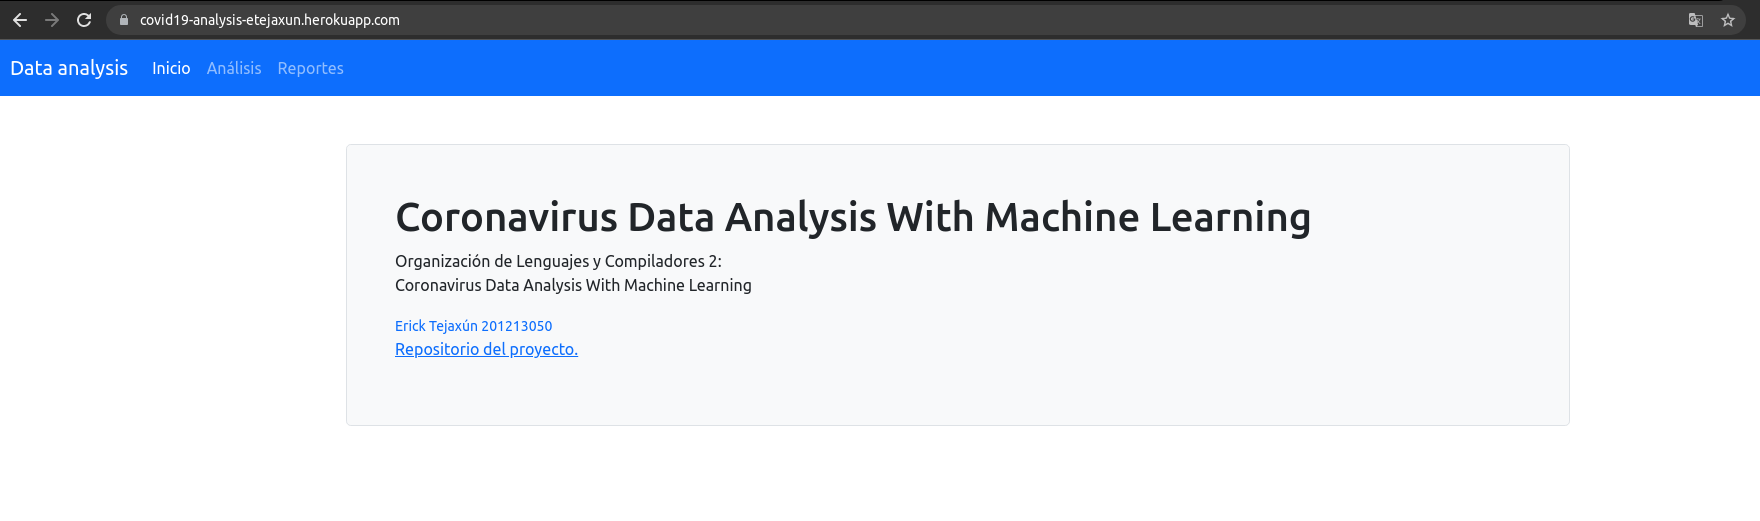 covid19-analysis-etejaxun.herokuapp.com
Data analysis Inicio Análisis Reportes
Coronavirus Data Analysis With Machine Learning
Organización de Lenguajes y Compiladores 2:
Coronavirus Data Analysis With Machine Learning
Erick Tejaxún 201213050
Repositorio del proyecto.